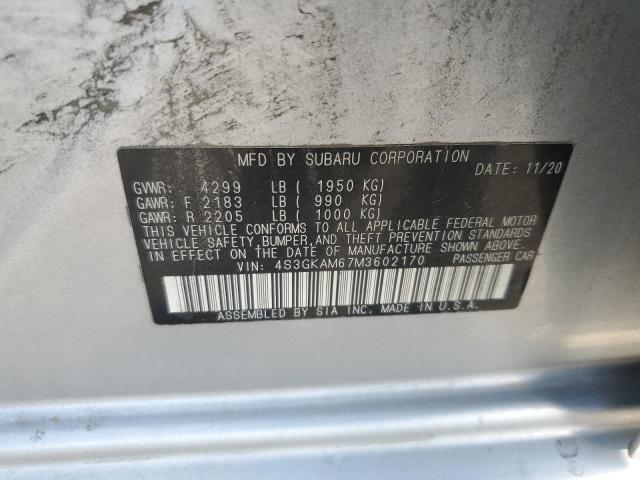 MFD BY SUBARU CORPORATION
DATE: 11/20
GVWR: 4299 LB ( 1950 KG)
GAWR: F 2183 LB ( 990 KG)
GAWR: R 2205 LB ( 1000 KG)
THIS VEHICLE CONFORMS TO ALL APPLICABLE FEDERAL MOTOR
VEHICLE SAFETY, BUMPER, AND THEFT PREVENTION STANDARDS
IN EFFECT ON THE DATE OF MANUFACTURE SHOWN ABOVE.
VIN: 4S3GKAM67M3602170 PASSENGER CAR
ASSEMBLED BY SIA INC. MADE IN U.S.A.